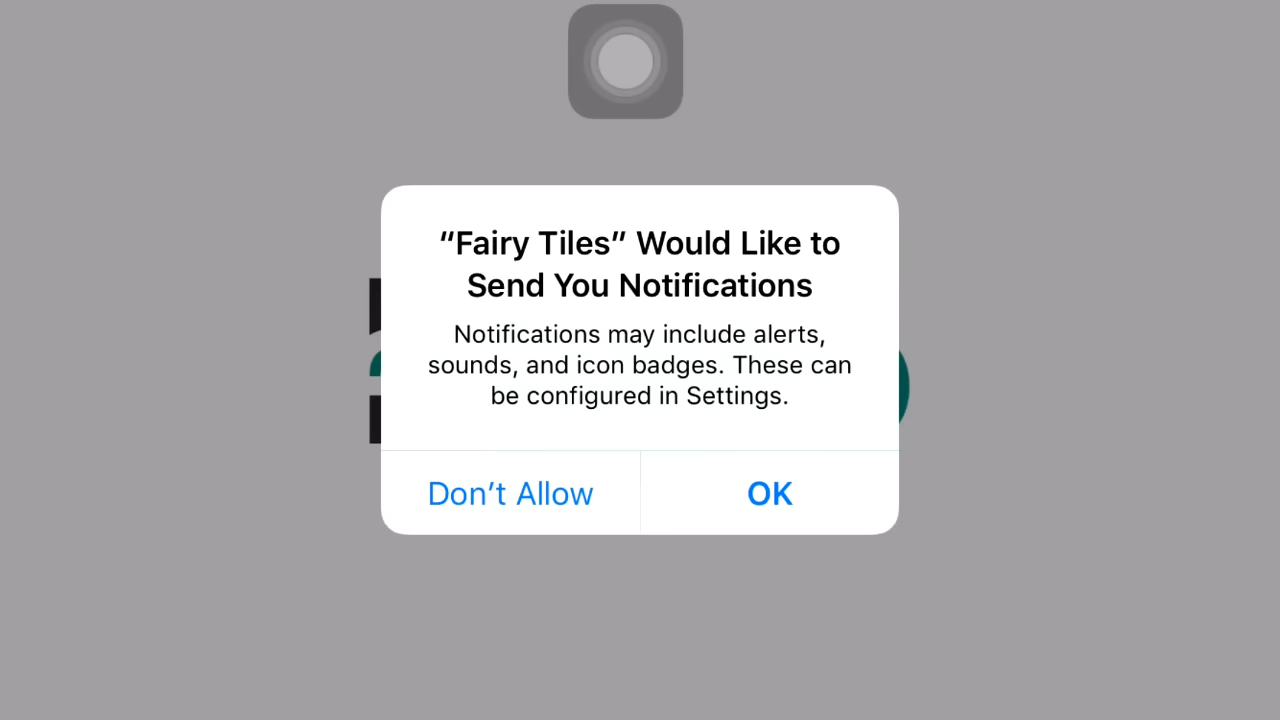 “Fairy Tiles” Would Like to
Send You Notifications
Notifications may include alerts,
sounds, and icon badges. These can
be configured in Settings.
Don’t Allow
OK